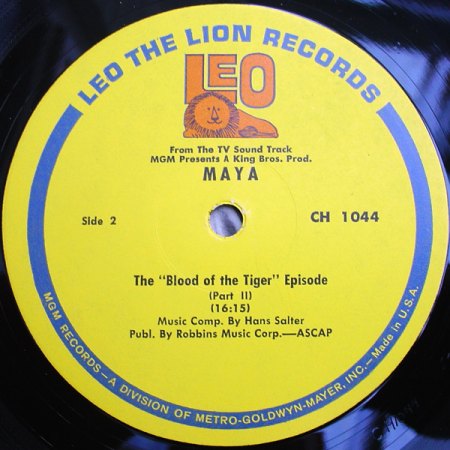 LEO THE LION RECORDS
LEO
From The TV Sound Track
MGM Presents A King Bros. Prod.
MAYA
Side 2
CH 1044
The "Blood of the Tiger" Episode
(Part II)
(16:15)
Music Comp. By Hans Salter
Publ. By Robbins Music Corp.—ASCAP
MGM RECORDS—A DIVISION OF METRO-GOLDWYN-MAYER, INC.—Made in U.S.A.